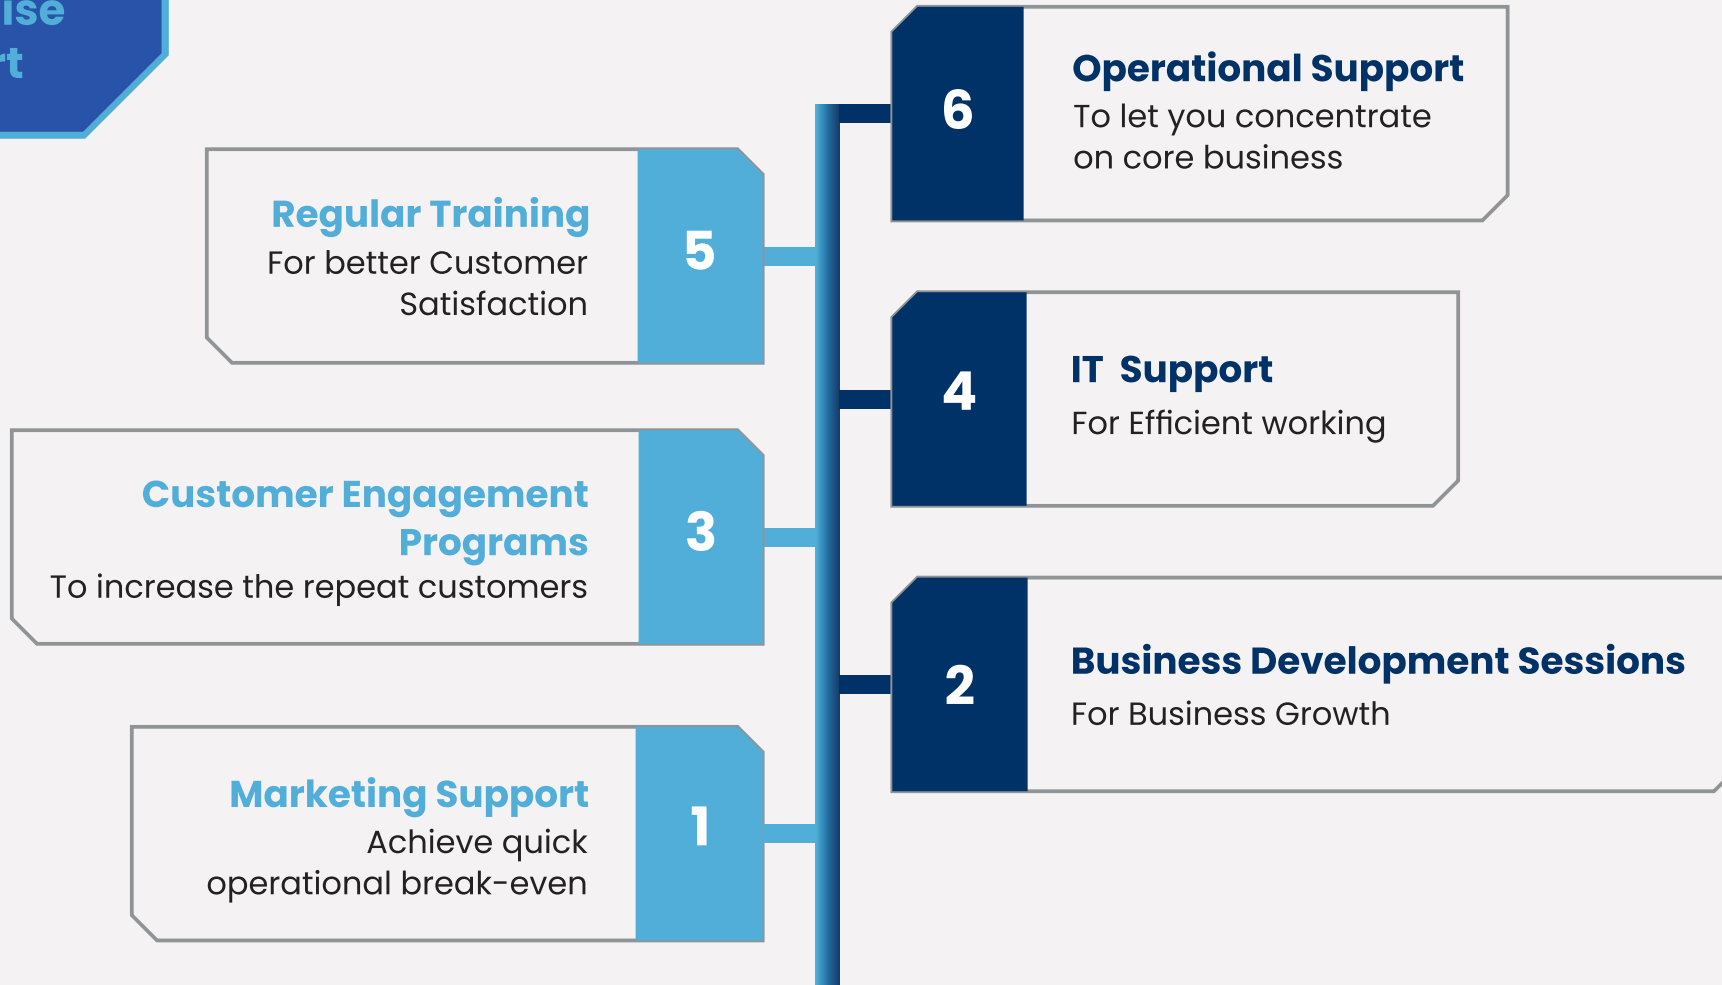 ise
rt
6
Operational Support
To let you concentrate
on core business
5
Regular Training
For better Customer
Satisfaction
4
IT Support
For Efficient working
3
Customer Engagement
Programs
To increase the repeat customers
2
Business Development Sessions
For Business Growth
1
Marketing Support
Achieve quick
operational break-even